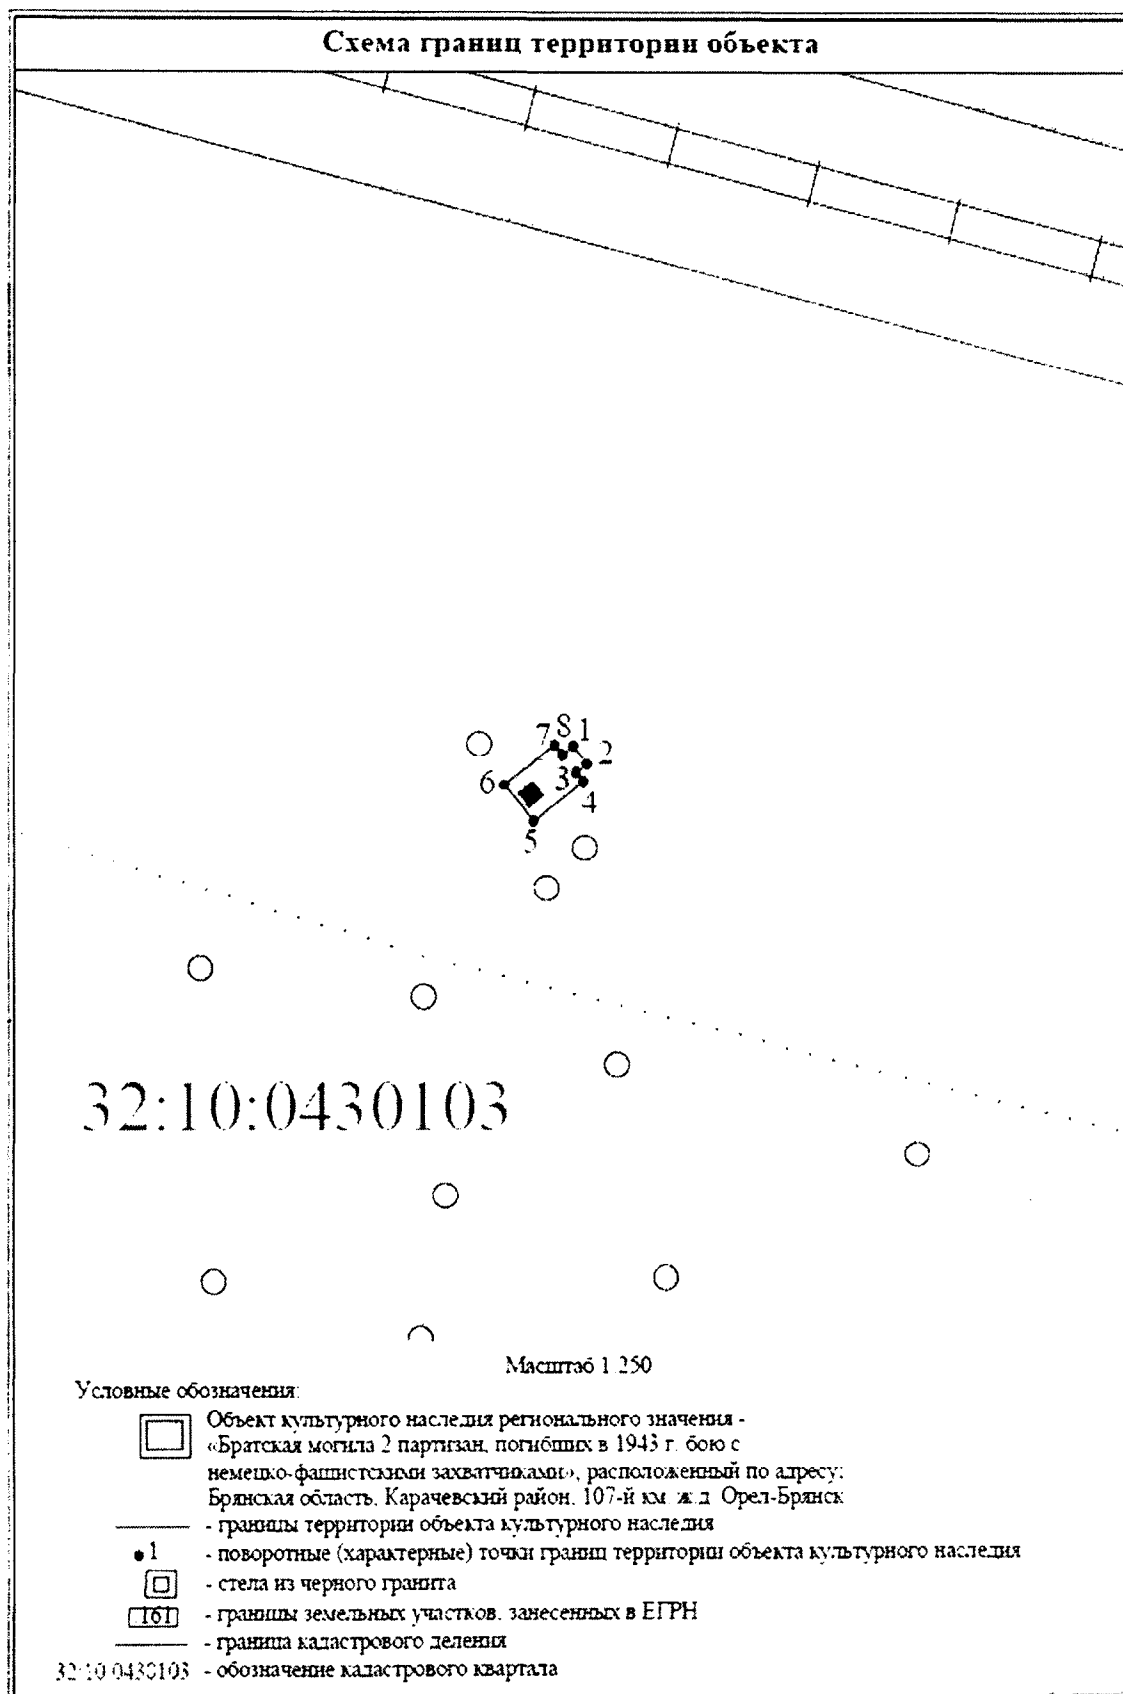 Схема границ территории объекта
7 8 1
2
6 3
4
5
32:10:0430103
Масштаб 1:250
Условные обозначения:
Объект культурного наследия регионального значения -
«Братская могила 2 партизан, погибших в 1943 г. бою с
немецко-фашистскими захватчиками», расположенный по адресу:
Брянская область, Карачевский район, 107-й км. ж.д. Орел-Брянск
- границы территории объекта культурного наследия
1 - поворотные (характерные) точки границ территории объекта культурного наследия
- стела из черного гранита
:161 - границы земельных участков, занесенных в ЕГРН
- граница кадастрового деления
32:10:0430103 - обозначение кадастрового квартала